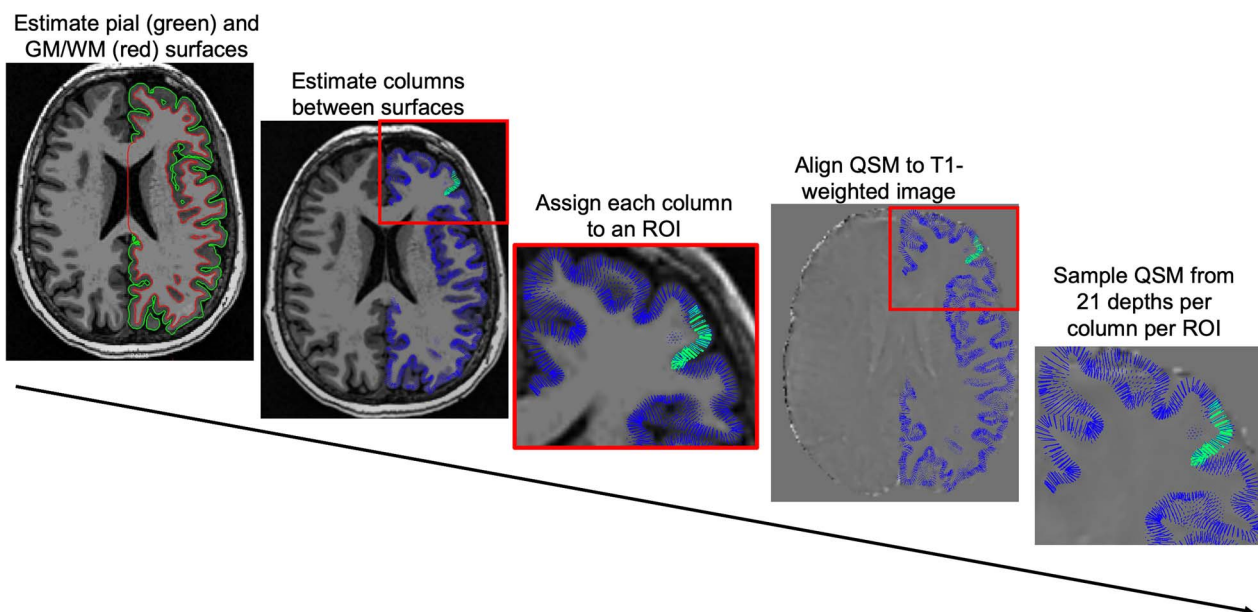 Estimate pial (green) and
GM/WM (red) surfaces
Estimate columns
between surfaces
Assign each column
to an ROI
Align QSM to T1-
weighted image
Sample QSM from
21 depths per
column per ROI